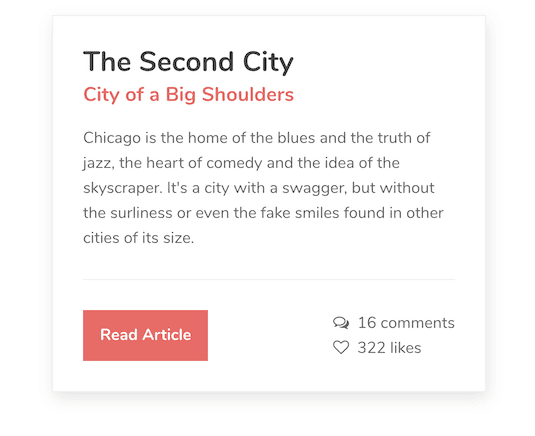 The Second City
City of a Big Shoulders
Chicago is the home of the blues and the truth of
jazz, the heart of comedy and the idea of the
skyscraper. It's a city with a swagger, but without
the surliness or even the fake smiles found in other
cities of its size.
Read Article
16 comments
322 likes